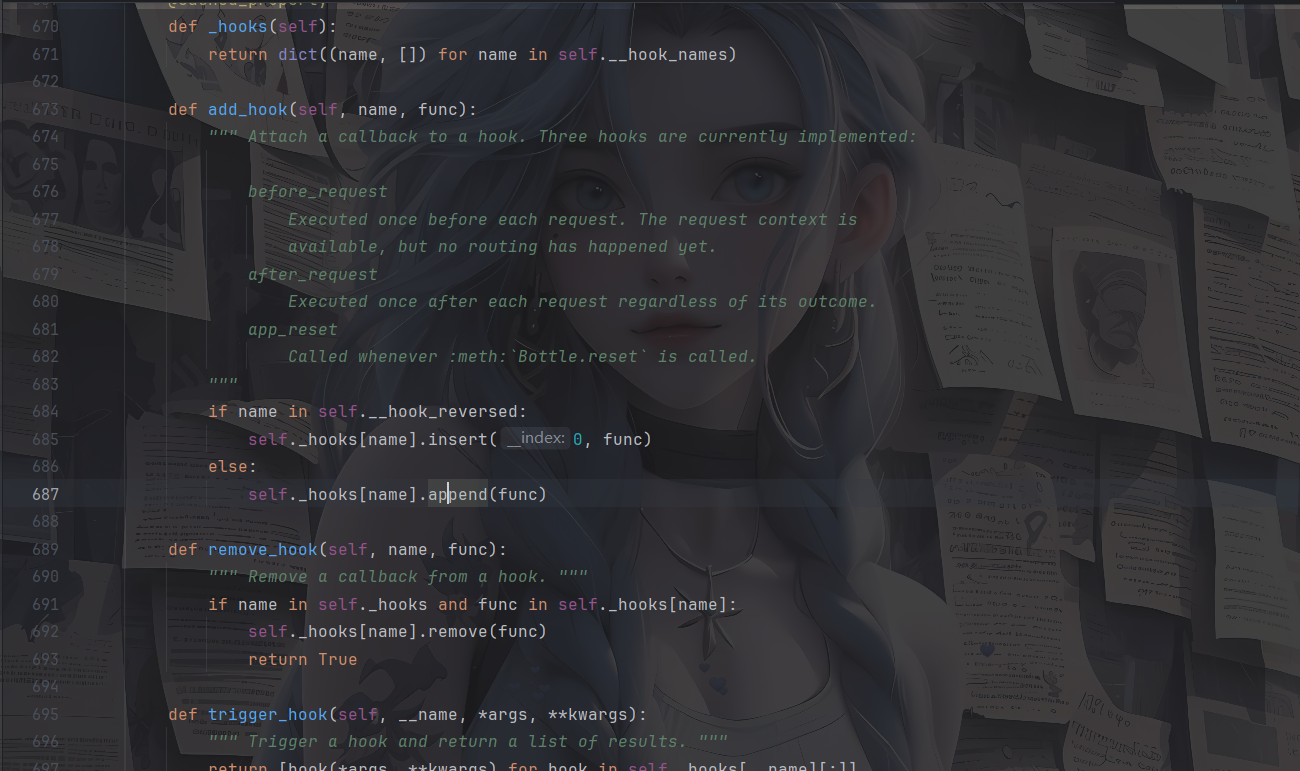 @cached_property
670 def _hooks(self):
671 return dict((name, []) for name in self.__hook_names)
672
673 def add_hook(self, name, func):
674 """ Attach a callback to a hook. Three hooks are currently implemented:
675
676 before_request
677 Executed once before each request. The request context is
678 available, but no routing has happened yet.
679 after_request
680 Executed once after each request regardless of its outcome.
681 app_reset
682 Called whenever :meth:`Bottle.reset` is called.
683 """
684 if name in self.__hook_reversed:
685 self._hooks[name].insert( __index: 0, func)
686 else:
687 self._hooks[name].append(func)
688
689 def remove_hook(self, name, func):
690 """ Remove a callback from a hook. """
691 if name in self._hooks and func in self._hooks[name]:
692 self._hooks[name].remove(func)
693 return True
694
695 def trigger_hook(self, __name, *args, **kwargs):
696 """ Trigger a hook and return a list of results. """
697 return [hook(*args, **kwargs) for hook in self._hooks[__name][:]]